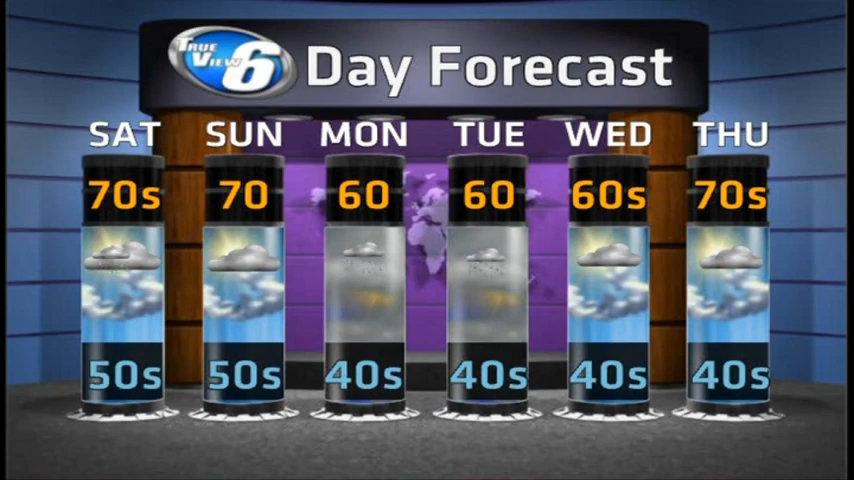 TRUE VIEW 6 Day Forecast
SAT SUN MON TUE WED THU
70s 70 60 60 60s 70s
50s 50s 40s 40s 40s 40s